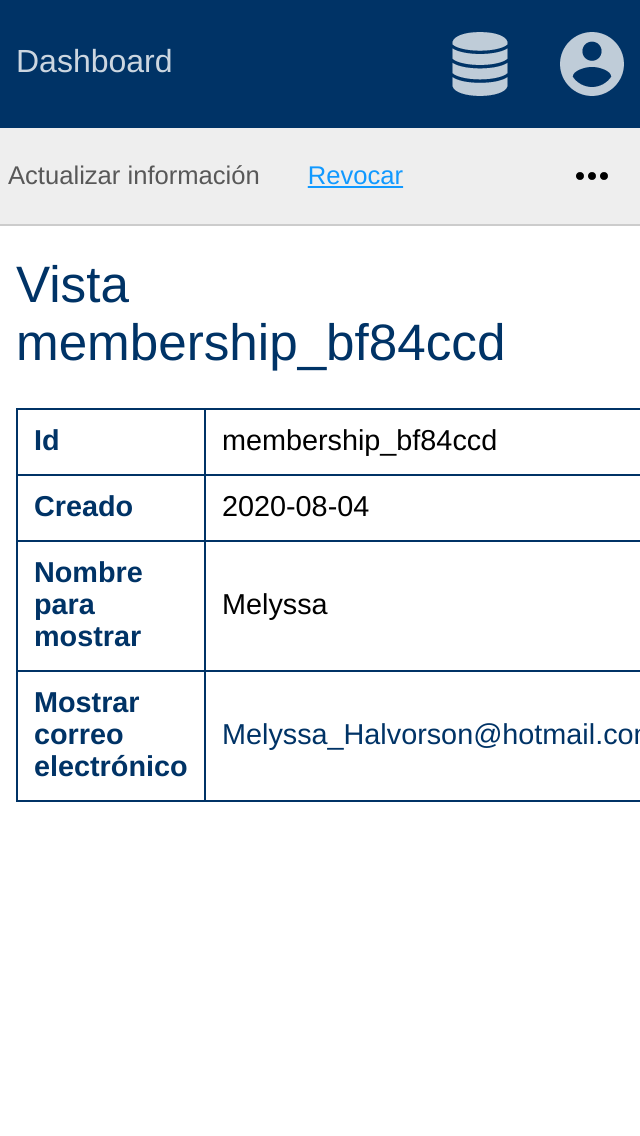 Dashboard
Actualizar información Revocar
Vista
membership_bf84ccd
Id membership_bf84ccd
Creado 2020-08-04
Nombre
para
mostrar
Melyssa
Mostrar
correo
electrónico
Melyssa_Halvorson@hotmail.co